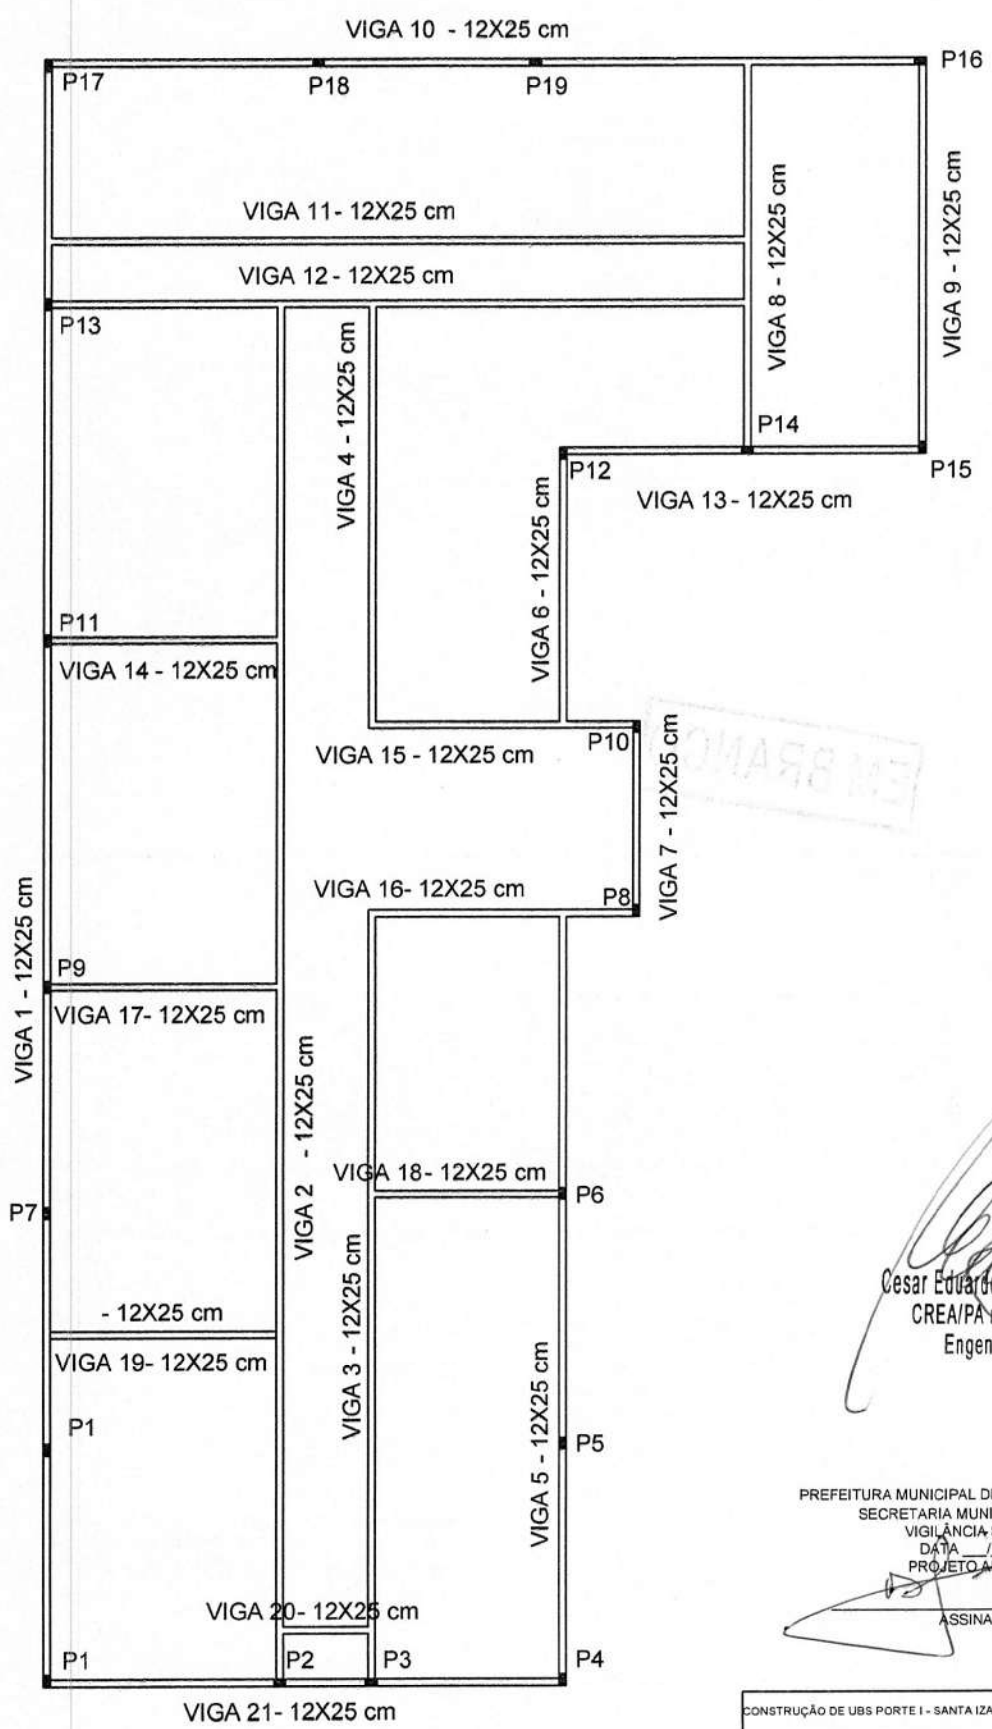 VIGA 10 - 12X25 cm
P17
P18
P19
P16
VIGA 11- 12X25 cm
VIGA 12 - 12X25 cm
VIGA 8 - 12X25 cm
VIGA 9 - 12X25 cm
P13
VIGA 4 - 12X25 cm
P14
P12
P15
VIGA 13 - 12X25 cm
VIGA 6 - 12X25 cm
P11
VIGA 14 - 12X25 cm
P10
VIGA 15 - 12X25 cm
VIGA 7 - 12X25 cm
EM BRANCO
VIGA 16- 12X25 cm
P8
VIGA 1 - 12X25 cm
P9
VIGA 17- 12X25 cm
VIGA 2 - 12X25 cm
VIGA 18- 12X25 cm
P6
P7
- 12X25 cm
VIGA 19- 12X25 cm
VIGA 3 - 12X25 cm
P1
VIGA 5 - 12X25 cm
P5
Cesar Eduardo
CREA/PA
Engen
PREFEITURA MUNICIPAL DE
SECRETARIA MUNI
VIGILÂNCIA
DATA ___/
PROJETO A
ASSINA
VIGA 20- 12X25 cm
P1
P2
P3
P4
VIGA 21- 12X25 cm
CONSTRUÇÃO DE UBS PORTE I - SANTA IZA